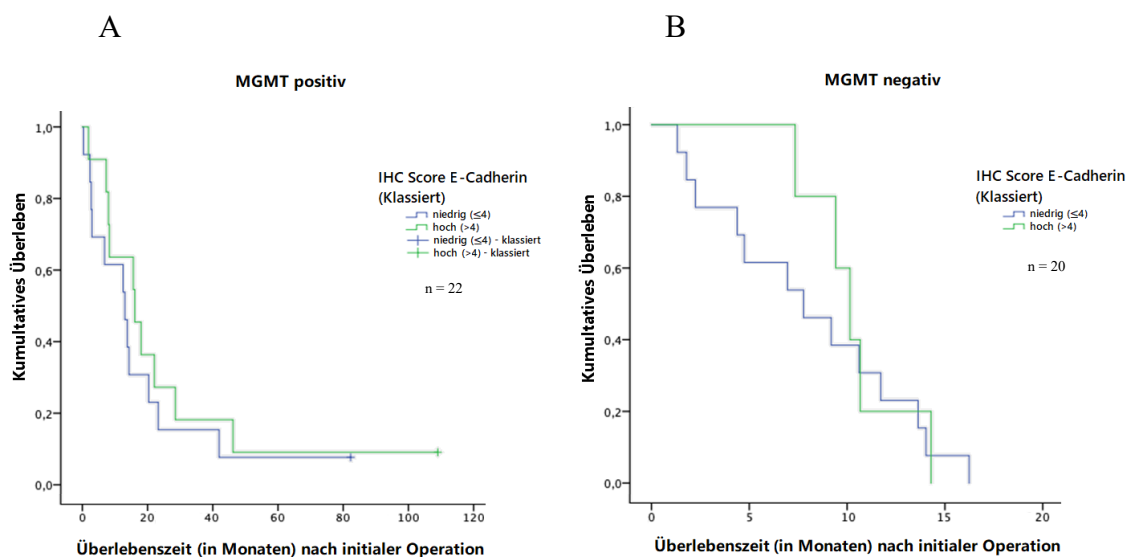 A
B
MGMT positiv
MGMT negativ
Kumultatives Überleben
1,0
0,8
0,6
0,4
0,2
0,0
IHC Score E-Cadherin
(Klassiert)
niedrig (≤4)
hoch (>4)
niedrig (≤4) - klassiert
hoch (>4) - klassiert
n = 22
0
20
40
60
80
100
120
Überlebenszeit (in Monaten) nach initialer Operation
Kumultatives Überleben
1,0
0,8
0,6
0,4
0,2
0,0
IHC Score E-Cadherin
(Klassiert)
niedrig (≤4)
hoch (>4)
n = 20
0
5
10
15
20
Überlebenszeit (in Monaten) nach initialer Operation